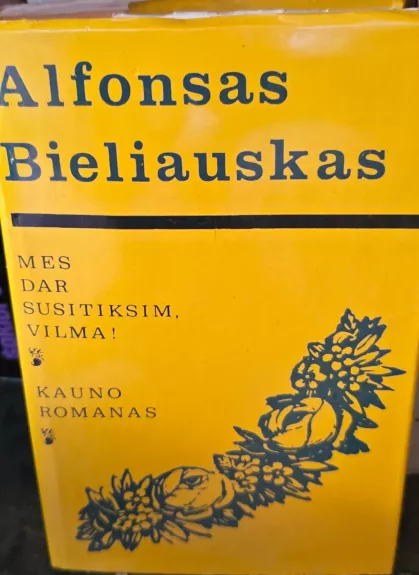 Alfonsas
Bieliauskas
MES
DAR
SUSITIKSIM,
VILMA!
KAUNO
ROMANAS